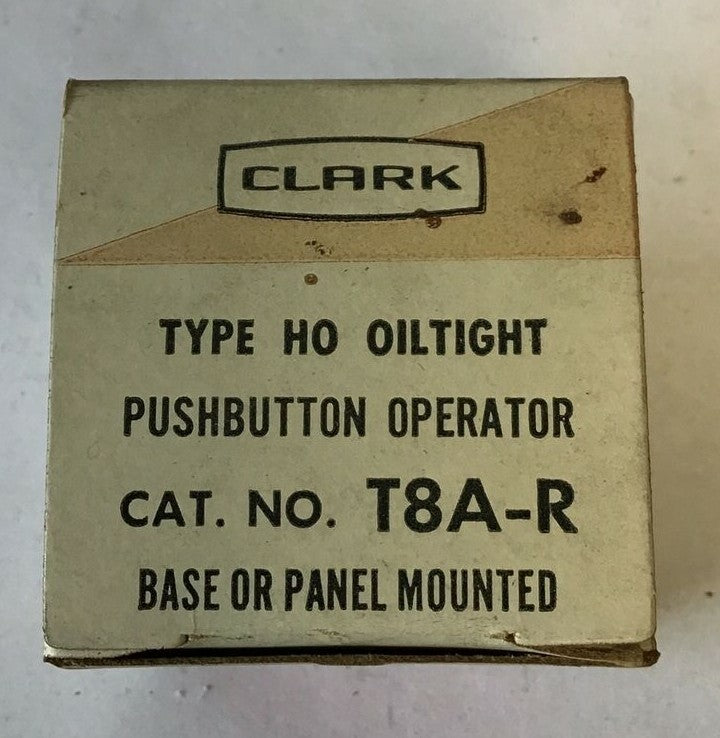 CLARK
TYPE HO OILTIGHT
PUSHBUTTON OPERATOR
CAT. NO. T8A-R
BASE OR PANEL MOUNTED